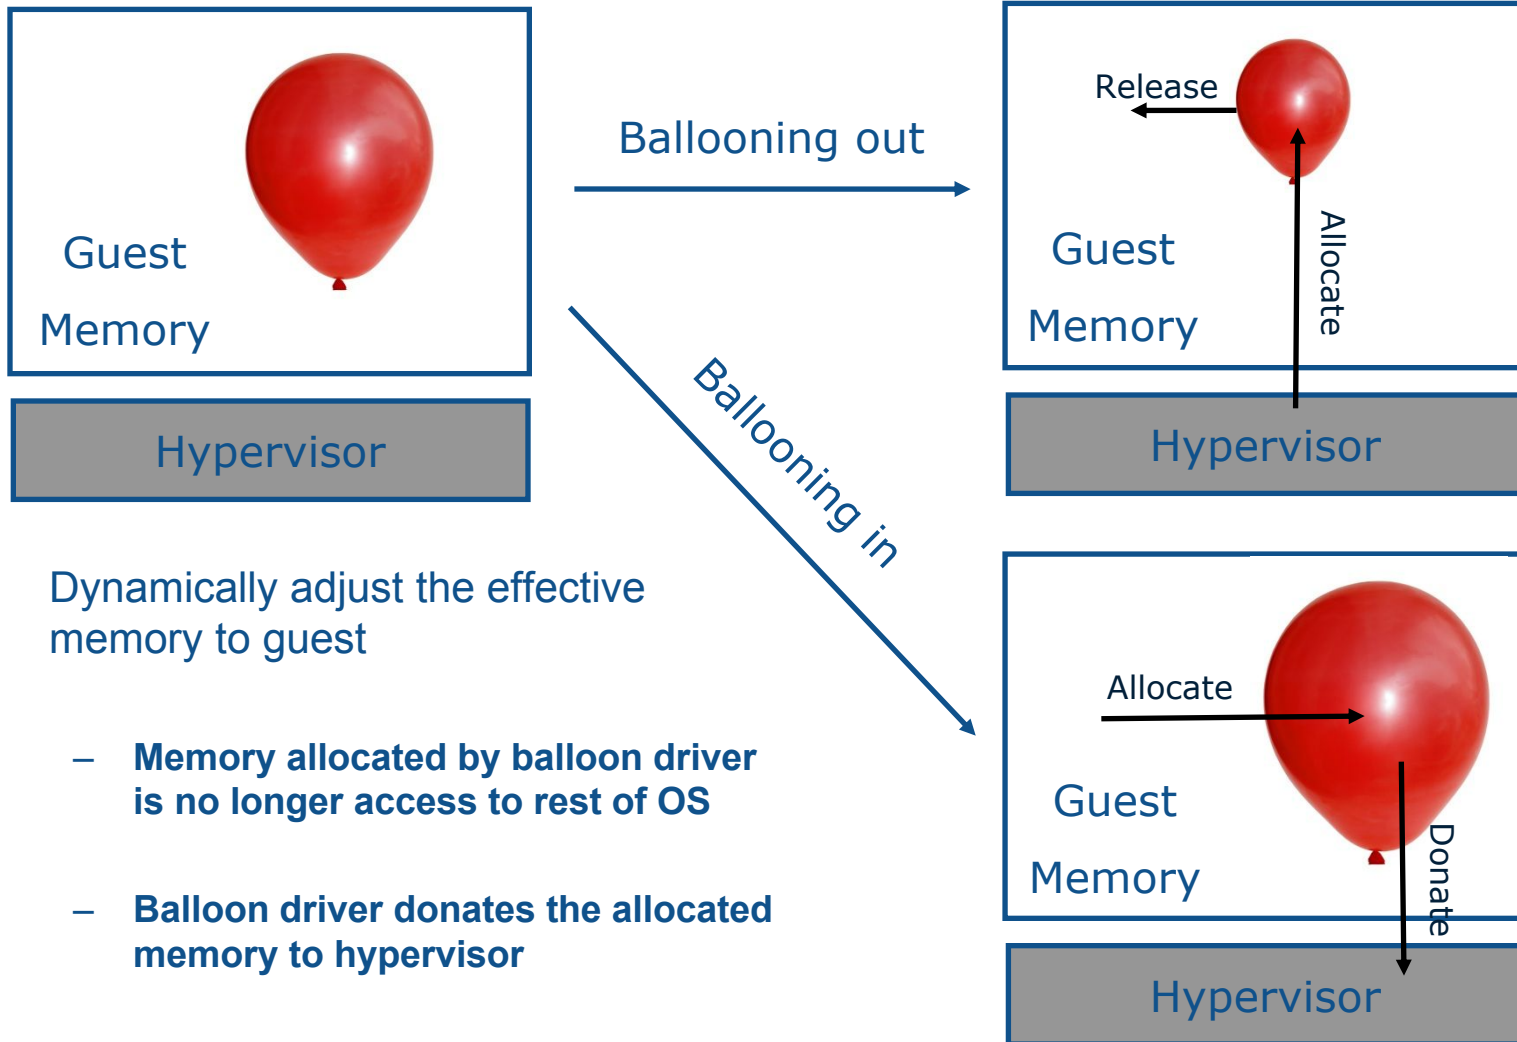 Guest
Memory
Hypervisor
Ballooning out
Ballooning in
Release
Allocate
Guest
Memory
Hypervisor
Dynamically adjust the effective
memory to guest
– Memory allocated by balloon driver
is no longer access to rest of OS
– Balloon driver donates the allocated
memory to hypervisor
Allocate
Guest
Memory
Donate
Hypervisor